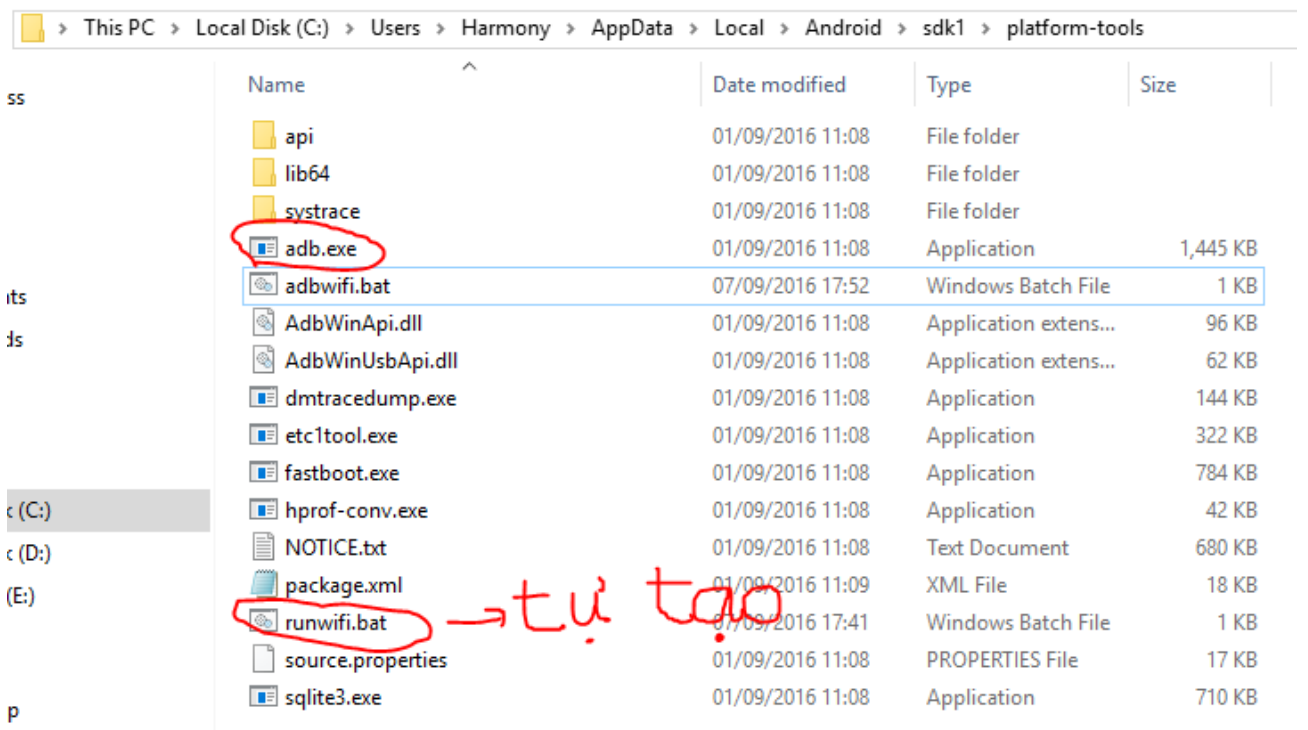 This PC > Local Disk (C:) > Users > Harmony > AppData > Local > Android > sdk1 > platform-tools
Name Date modified Type Size
ss
api 01/09/2016 11:08 File folder
lib64 01/09/2016 11:08 File folder
systrace 01/09/2016 11:08 File folder
adb.exe 01/09/2016 11:08 Application 1,445 KB
adbwifi.bat 07/09/2016 17:52 Windows Batch File 1 KB
nts
AdbWinApi.dll 01/09/2016 11:08 Application extens... 96 KB
ds
AdbWinUsbApi.dll 01/09/2016 11:08 Application extens... 62 KB
dmtracedump.exe 01/09/2016 11:08 Application 144 KB
etc1tool.exe 01/09/2016 11:08 Application 322 KB
fastboot.exe 01/09/2016 11:08 Application 784 KB
k (C:)
hprof-conv.exe 01/09/2016 11:08 Application 42 KB
k (D:)
NOTICE.txt 01/09/2016 11:08 Text Document 680 KB
(E:)
package.xml 01/09/2016 11:09 XML File 18 KB
runwifi.bat → tự tạo 07/09/2016 17:41 Windows Batch File 1 KB
source.properties 01/09/2016 11:08 PROPERTIES File 17 KB
sqlite3.exe 01/09/2016 11:08 Application 710 KB
p